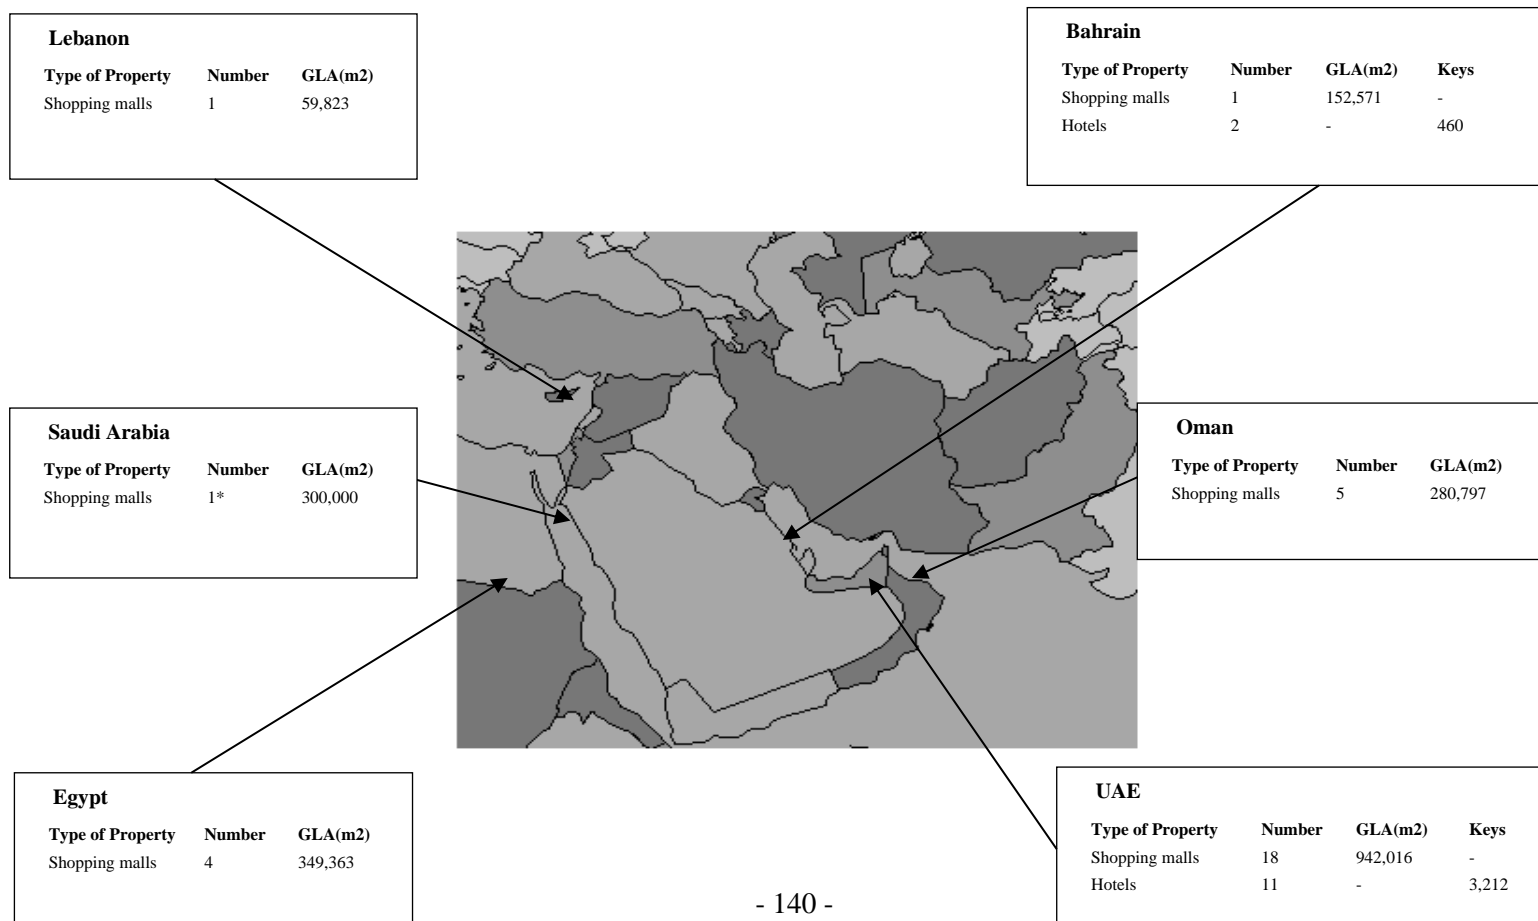 Lebanon
Type of Property Number GLA(m2)
Shopping malls 1 59,823
Bahrain
Type of Property Number GLA(m2) Keys
Shopping malls 1 152,571 -
Hotels 2 - 460
Saudi Arabia
Type of Property Number GLA(m2)
Shopping malls 1* 300,000
Oman
Type of Property Number GLA(m2)
Shopping malls 5 280,797
Egypt
Type of Property Number GLA(m2)
Shopping malls 4 349,363
UAE
Type of Property Number GLA(m2) Keys
Shopping malls 18 942,016 -
Hotels 11 - 3,212
- 140 -